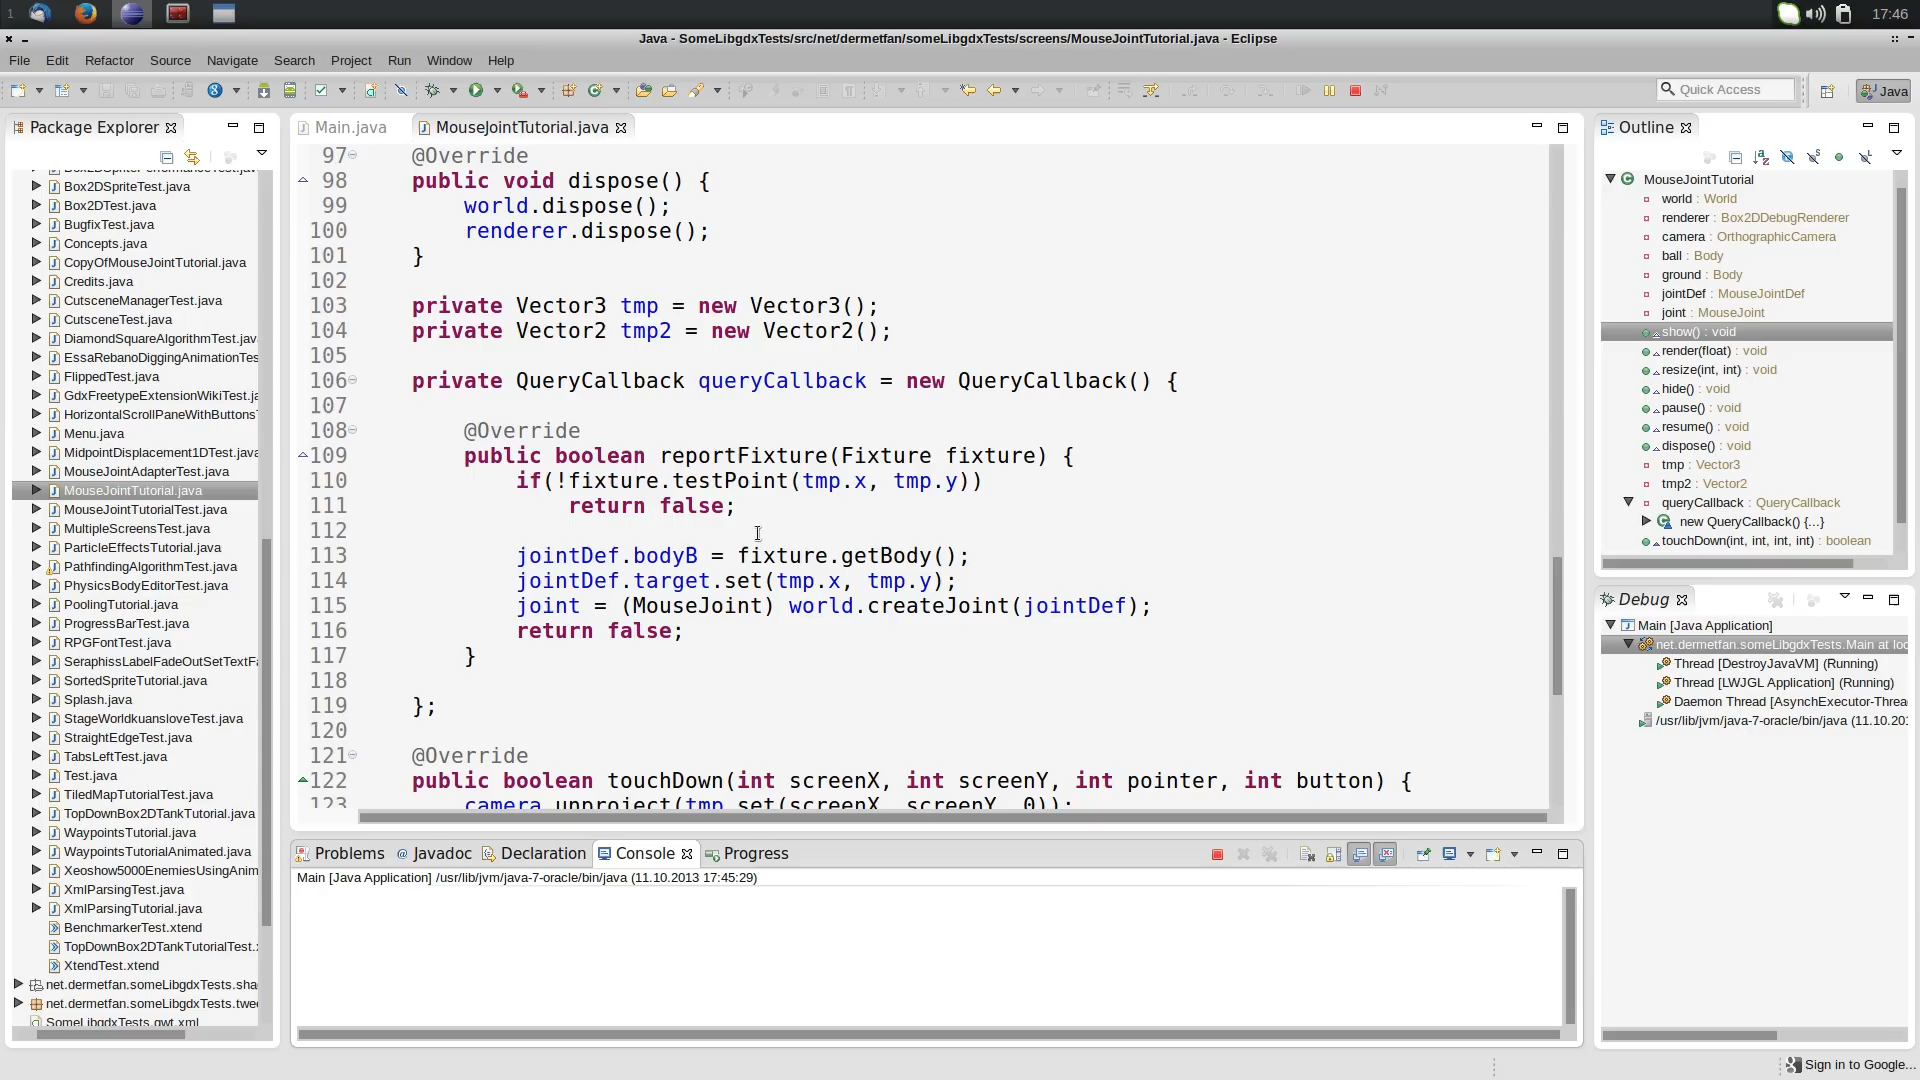 1
17:46
Java - SomeLibgdxTests/src/net/dermetfan/someLibgdxTests/screens/MouseJointTutorial.java - Eclipse
File Edit Refactor Source Navigate Search Project Run Window Help
Quick Access
Java
Package Explorer
Box2DSpriteTest.java
Box2DTest.java
BugfixTest.java
Concepts.java
CopyOfMouseJointTutorial.java
Credits.java
CutsceneManagerTest.java
CutsceneTest.java
DiamondSquareAlgorithmTest.jav
EssaRebanoDiggingAnimationTes
FlippedTest.java
GdxFreetypeExtensionWikiTest.ja
HorizontalScrollPaneWithButtons
Menu.java
MidpointDisplacement1DTest.java
MouseJointAdapterTest.java
MouseJointTutorial.java
MouseJointTutorialTest.java
MultipleScreensTest.java
ParticleEffectsTutorial.java
PathfindingAlgorithmTest.java
PhysicsBodyEditorTest.java
PoolingTutorial.java
ProgressBarTest.java
RPGFontTest.java
SeraphissLabelFadeOutSetTextF
SortedSpriteTutorial.java
Splash.java
StageWorldkuansloveTest.java
StraightEdgeTest.java
TabsLeftTest.java
Test.java
TiledMapTutorialTest.java
TopDownBox2DTankTutorial.java
WaypointsTutorial.java
WaypointsTutorialAnimated.java
Xeoshow5000EnemiesUsingAnim
XmlParsingTest.java
XmlParsingTutorial.java
BenchmarkerTest.xtend
TopDownBox2DTankTutorialTest.
XtendTest.xtend
net.dermetfan.someLibgdxTests.sha
net.dermetfan.someLibgdxTests.twe
SomeLibgdxTests.gwt.xml
Main.java MouseJointTutorial.java
97 @Override
98 public void dispose() {
99 world.dispose();
100 renderer.dispose();
101 }
102
103 private Vector3 tmp = new Vector3();
104 private Vector2 tmp2 = new Vector2();
105
106 private QueryCallback queryCallback = new QueryCallback() {
107
108 @Override
109 public boolean reportFixture(Fixture fixture) {
110 if(!fixture.testPoint(tmp.x, tmp.y))
111 return false;
112
113 jointDef.bodyB = fixture.getBody();
114 jointDef.target.set(tmp.x, tmp.y);
115 joint = (MouseJoint) world.createJoint(jointDef);
116 return false;
117 }
118
119 };
120
121 @Override
122 public boolean touchDown(int screenX, int screenY, int pointer, int button) {
123 camera.unproject(tmp.set(screenX, screenY, 0));
Problems @ Javadoc Declaration Console Progress
Main [Java Application] /usr/lib/jvm/java-7-oracle/bin/java (11.10.2013 17:45:29)
Outline
MouseJointTutorial
world : World
renderer : Box2DDebugRenderer
camera : OrthographicCamera
ball : Body
ground : Body
jointDef : MouseJointDef
joint : MouseJoint
show() : void
render(float) : void
resize(int, int) : void
hide() : void
pause() : void
resume() : void
dispose() : void
tmp : Vector3
tmp2 : Vector2
queryCallback : QueryCallback
new QueryCallback() {...}
touchDown(int, int, int, int) : boolean
Debug
Main [Java Application]
net.dermetfan.someLibgdxTests.Main at loc
Thread [DestroyJavaVM] (Running)
Thread [LWJGL Application] (Running)
Daemon Thread [AsynchExecutor-Threa
/usr/lib/jvm/java-7-oracle/bin/java (11.10.201
Sign in to Google...